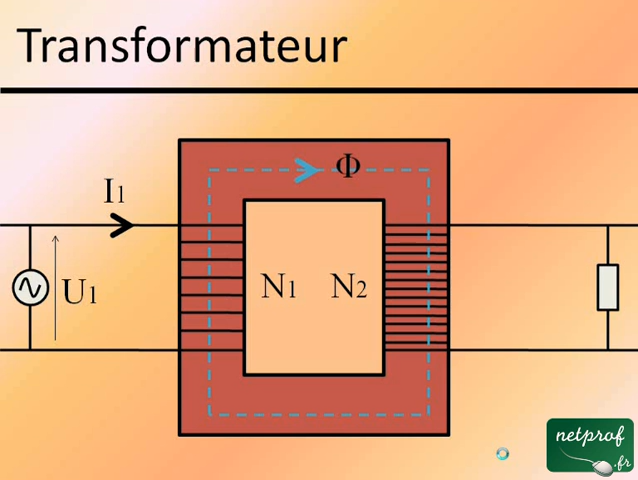 Transformateur
Φ
I1
U1
N1 N2
netprof
.fr